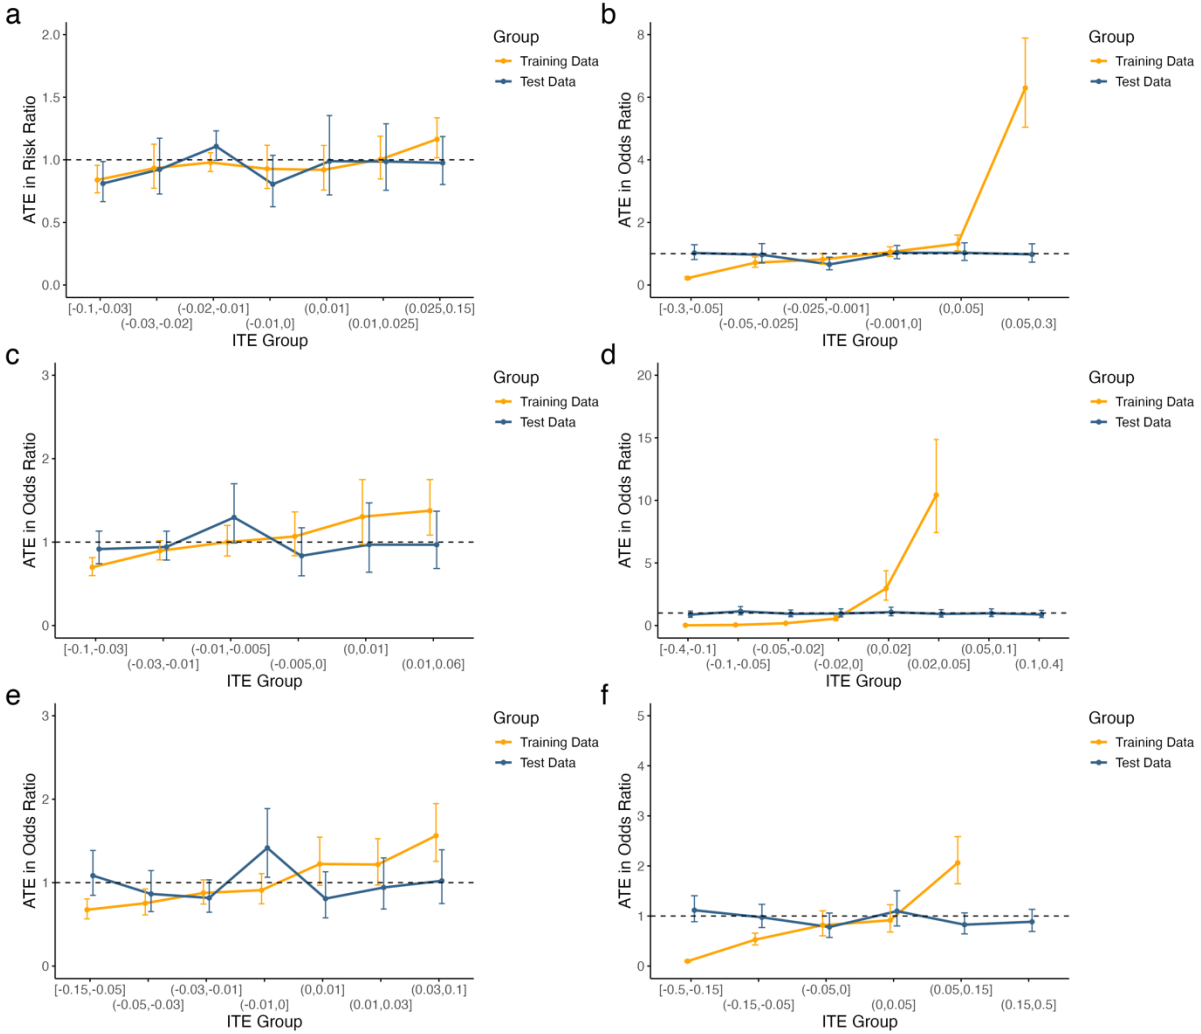 a
ATE in Risk Ratio
2.0
1.5
1.0
0.5
0.0
[-0.1,-0.03] (-0.02,-0.01] (0,0.01] (0.025,0.15]
(-0.03,-0.02] (-0.01,0] (0.01,0.025]
ITE Group
Group
Training Data
Test Data
b
ATE in Odds Ratio
8
6
4
2
0
[-0.3,-0.05] (-0.025,-0.001] (0,0.05]
(-0.05,-0.025] (-0.001,0] (0.05,0.3]
ITE Group
Group
Training Data
Test Data
c
ATE in Odds Ratio
3
2
1
0
[-0.1,-0.03] (-0.01,-0.005] (0,0.01]
(-0.03,-0.01] (-0.005,0] (0.01,0.06]
ITE Group
Group
Training Data
Test Data
d
ATE in Odds Ratio
20
15
10
5
0
[-0.4,-0.1] (-0.05,-0.02] (0,0.02] (0.05,0.1]
(-0.1,-0.05] (-0.02,0] (0.02,0.05] (0.1,0.4]
ITE Group
Group
Training Data
Test Data
e
ATE in Odds Ratio
3
2
1
0
[-0.15,-0.05] (-0.03,-0.01] (0,0.01] (0.03,0.1]
(-0.05,-0.03] (-0.01,0] (0.01,0.03]
ITE Group
Group
Training Data
Test Data
f
ATE in Odds Ratio
5
4
3
2
1
0
[-0.5,-0.15] (-0.05,0] (0.05,0.15]
(-0.15,-0.05] (0,0.05] (0.15,0.5]
ITE Group
Group
Training Data
Test Data